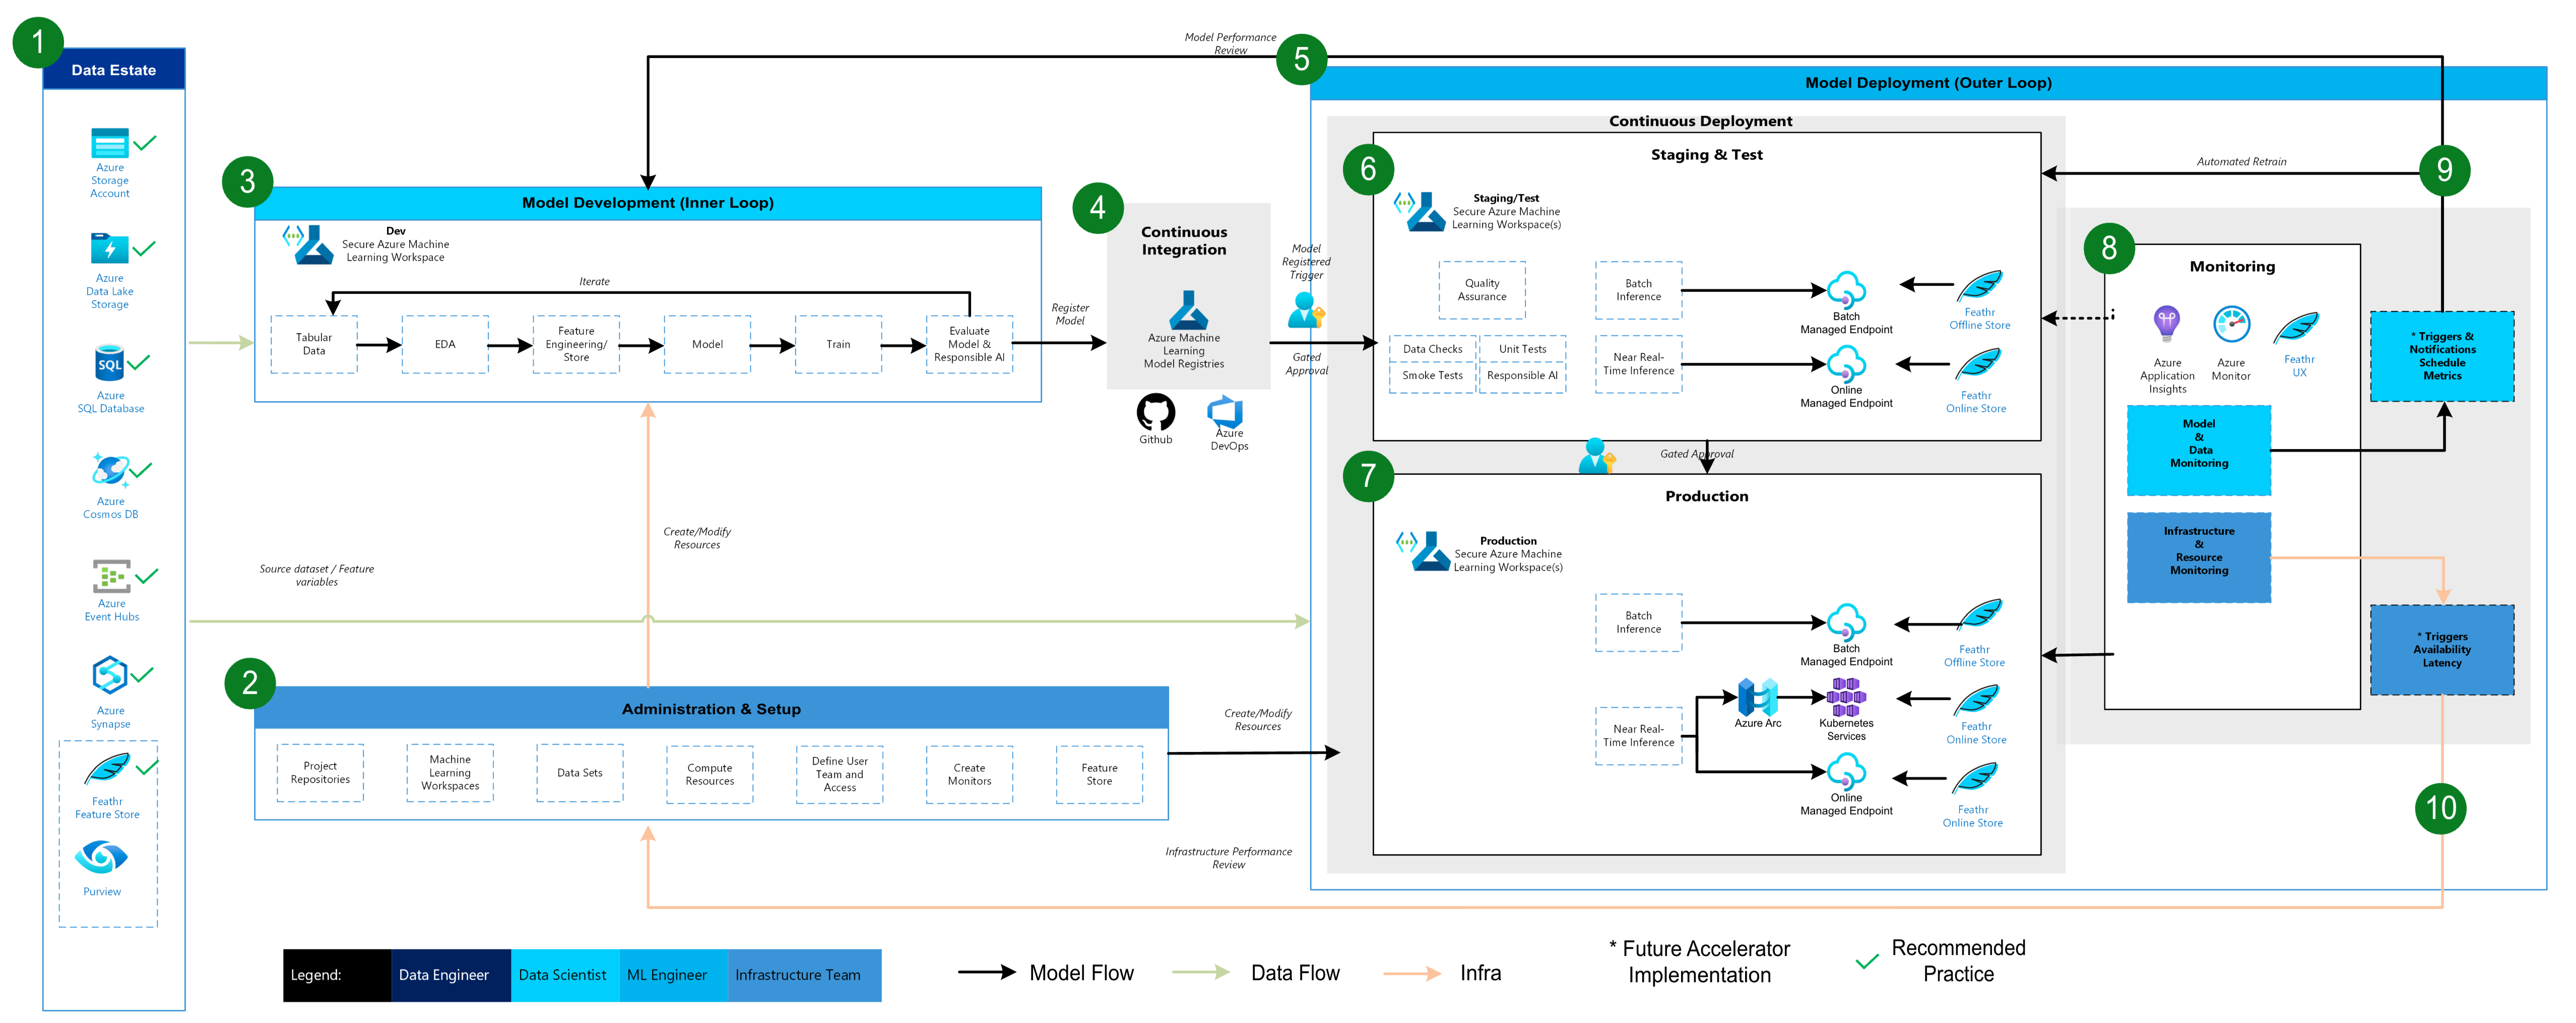 1
Data Estate
Azure
Storage
Account
Azure
Data Lake
Storage
SQL
Azure
SQL Database
Azure
Cosmos DB
Azure
Event Hubs
Azure
Synapse
Feathr
Feature Store
Purview
3
Model Development (Inner Loop)
Dev
Secure Azure Machine
Learning Workspace
Iterate
Tabular
Data
EDA
Feature
Engineering/
Store
Model
Train
Evaluate
Model &
Responsible AI
Create/Modify
Resources
Source dataset / Feature
variables
2
Administration & Setup
Project
Repositories
Machine
Learning
Workspaces
Data Sets
Compute
Resources
Define User
Team and
Access
Create
Monitors
Feature
Store
Create/Modify
Resources
Infrastructure Performance
Review
Register
Model
4
Continuous
Integration
Azure Machine
Learning
Model Registries
Github
Azure
DevOps
Model
Registered
Trigger
Gated
Approval
Model Performance
Review
5
Model Deployment (Outer Loop)
Continuous Deployment
6
Staging & Test
Staging/Test
Secure Azure Machine
Learning Workspace(s)
Quality
Assurance
Data Checks
Unit Tests
Smoke Tests
Responsible AI
Batch
Inference
Batch
Managed Endpoint
Feathr
Offline Store
Near Real-
Time Inference
Online
Managed Endpoint
Feathr
Online Store
Gated Approval
7
Production
Production
Secure Azure Machine
Learning Workspace(s)
Batch
Inference
Batch
Managed Endpoint
Feathr
Offline Store
Near Real-
Time Inference
Azure Arc
Kubernetes
Services
Feathr
Online Store
Online
Managed Endpoint
Feathr
Online Store
Automated Retrain
9
8
Monitoring
Azure
Application
Insights
Azure
Monitor
Feathr
UX
Model
&
Data
Monitoring
Infrastructure
&
Resource
Monitoring
* Triggers &
Notifications
Schedule
Metrics
* Triggers
Availability
Latency
10
Legend:
Data Engineer
Data Scientist
ML Engineer
Infrastructure Team
Model Flow
Data Flow
Infra
* Future Accelerator
Implementation
Recommended
Practice